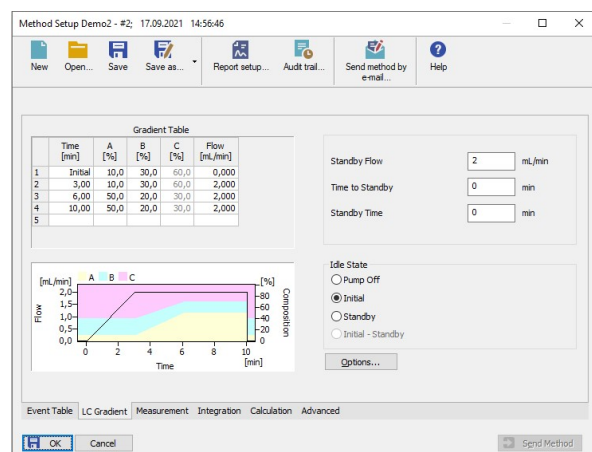 Method Setup Demo2 - #2; 17.09.2021 14:56:46
New Open... Save Save as... Report setup... Audit trail... Send method by e-mail... Help
Gradient Table
Time [min] A [%] B [%] C [%] Flow [mL/min]
1 Initial 10,0 30,0 60,0 0,000
2 3,00 10,0 30,0 60,0 2,000
3 6,00 50,0 20,0 30,0 2,000
4 10,00 50,0 20,0 30,0 2,000
5
Standby Flow 2 mL/min
Time to Standby 0 min
Standby Time 0 min
[mL/min] A B C [%]
2,0
1,5
1,0
0,5
0,0
Flow
80
60
40
20
0
Composition
0 2 4 6 8 10
Time [min]
Idle State
Pump Off
Initial
Standby
Initial - Standby
Options...
Event Table LC Gradient Measurement Integration Calculation Advanced
OK Cancel Send Method